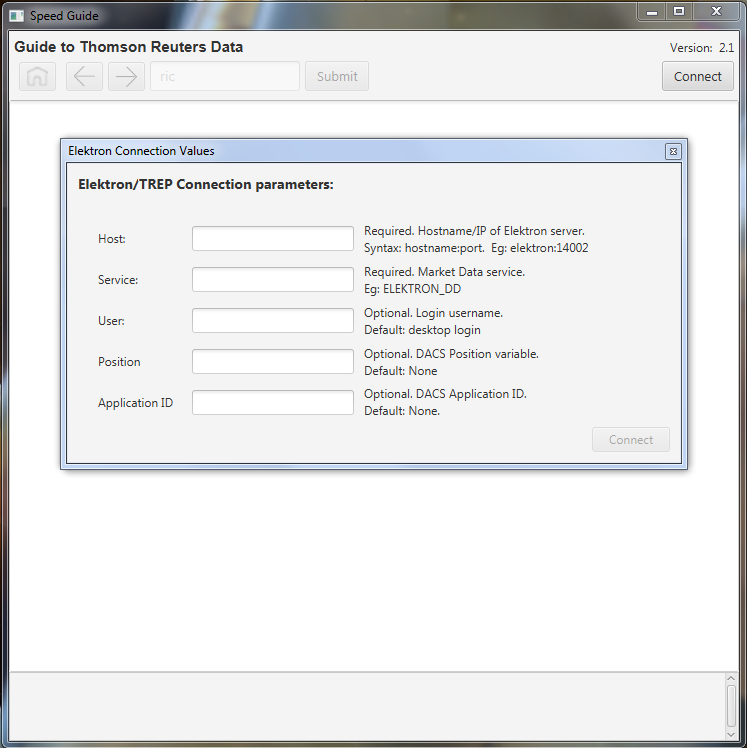 Speed Guide
Guide to Thomson Reuters Data
Version: 2.1
ric
Submit
Connect
Elektron Connection Values
Elektron/TREP Connection parameters:
Host:
Required. Hostname/IP of Elektron server.
Syntax: hostname:port. Eg: elektron:14002
Service:
Required. Market Data service.
Eg: ELEKTRON_DD
User:
Optional. Login username.
Default: desktop login
Position
Optional. DACS Position variable.
Default: None
Application ID
Optional. DACS Application ID.
Default: None.
Connect